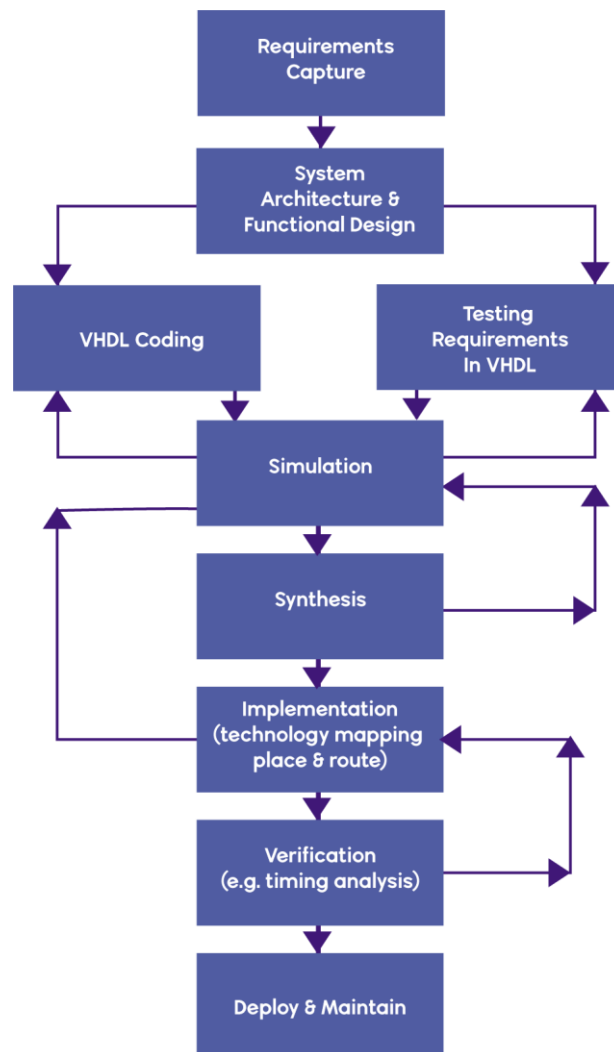 Requirements
Capture
System
Architecture &
Functional Design
VHDL Coding
Testing
Requirements
In VHDL
Simulation
Synthesis
Implementation
(technology mapping
place & route)
Verification
(e.g. timing analysis)
Deploy & Maintain